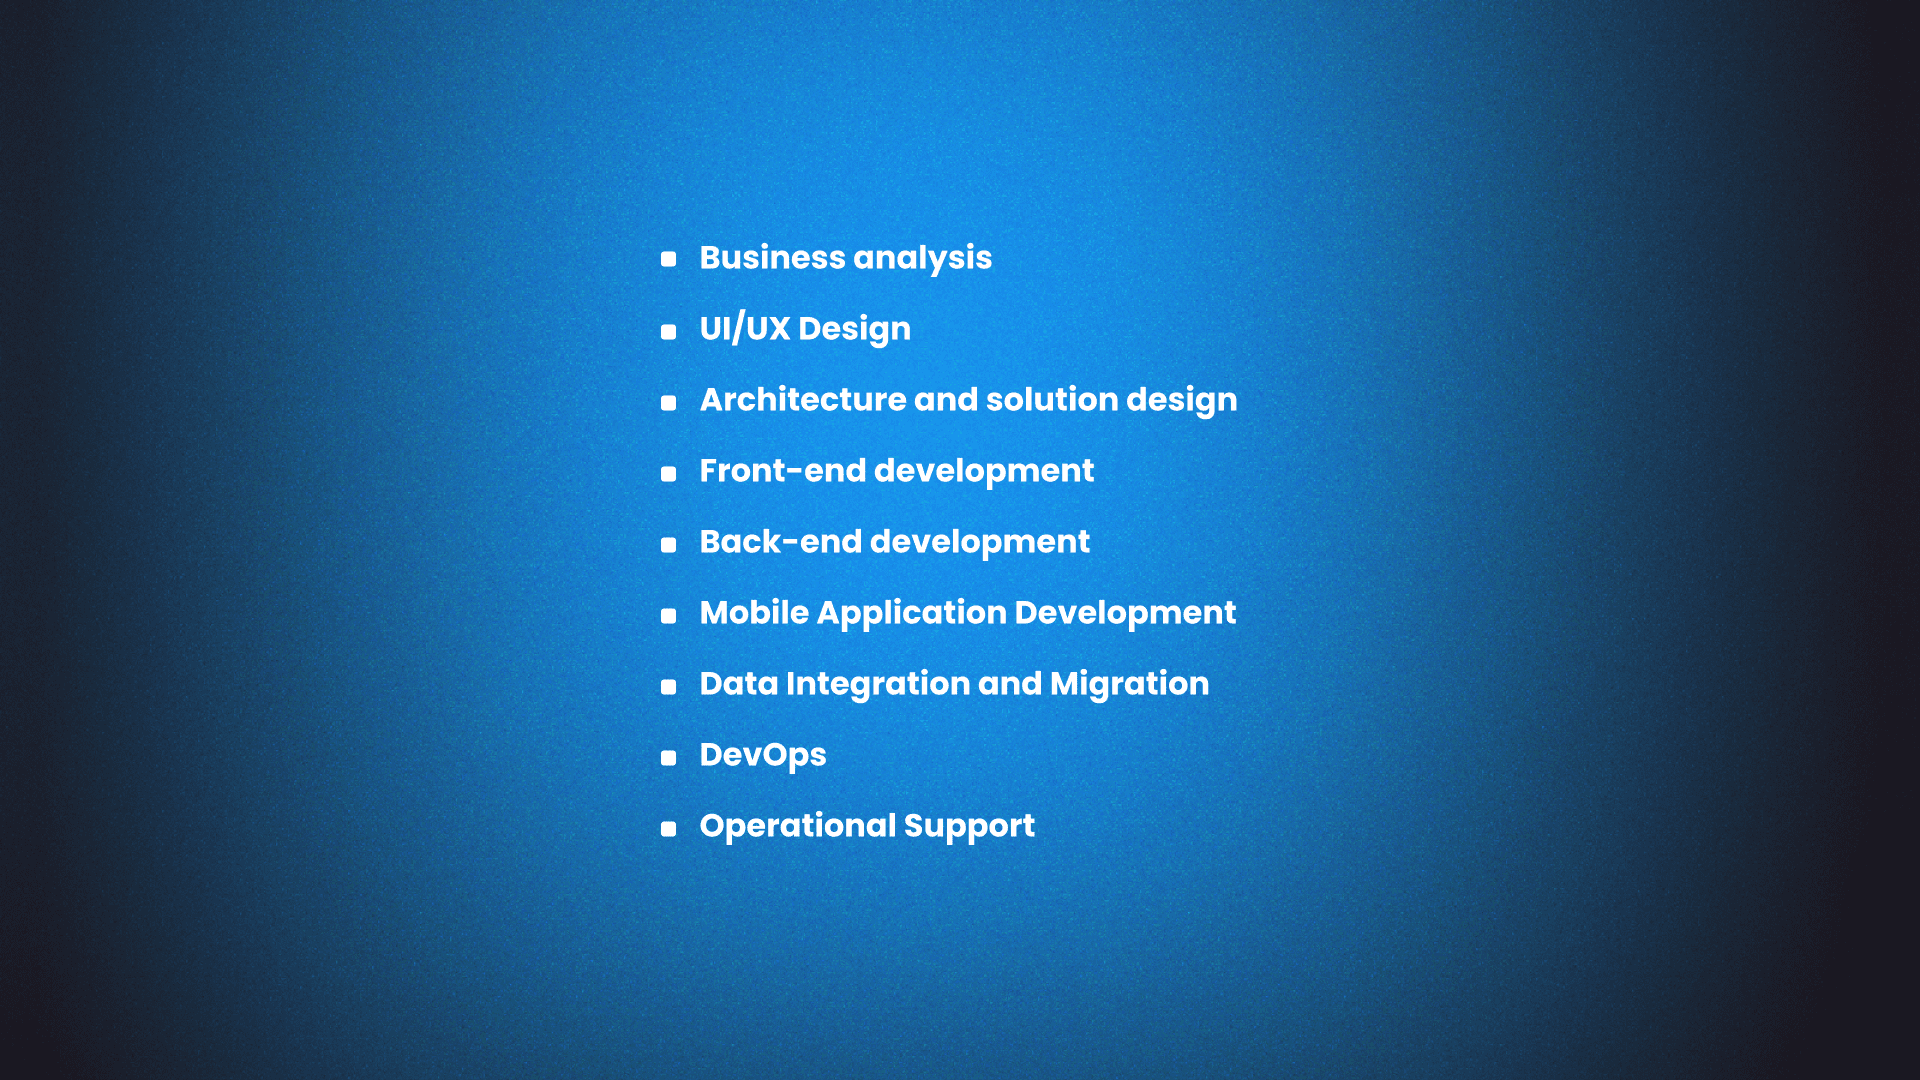 Business analysis
UI/UX Design
Architecture and solution design
Front-end development
Back-end development
Mobile Application Development
Data Integration and Migration
DevOps
Operational Support